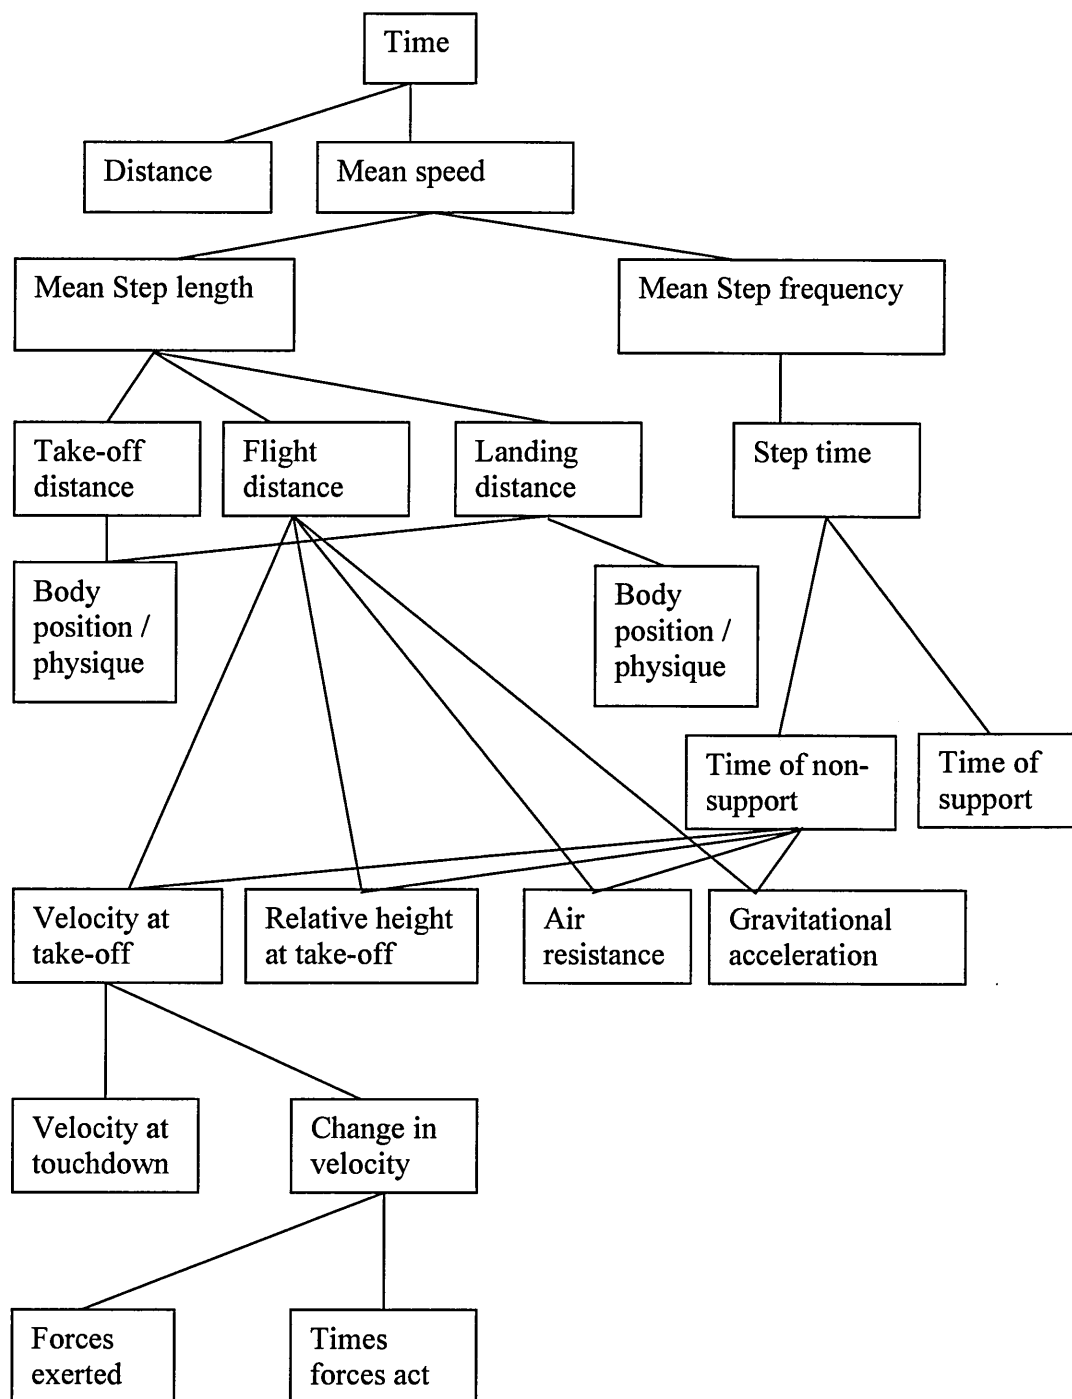 Time
Distance
Mean speed
Mean Step length
Mean Step frequency
Take-off
distance
Flight
distance
Landing
distance
Step time
Body
position /
physique
Body
position /
physique
Time of non-
support
Time of
support
Velocity at
take-off
Relative height
at take-off
Air
resistance
Gravitational
acceleration
Velocity at
touchdown
Change in
velocity
Forces
exerted
Times
forces act